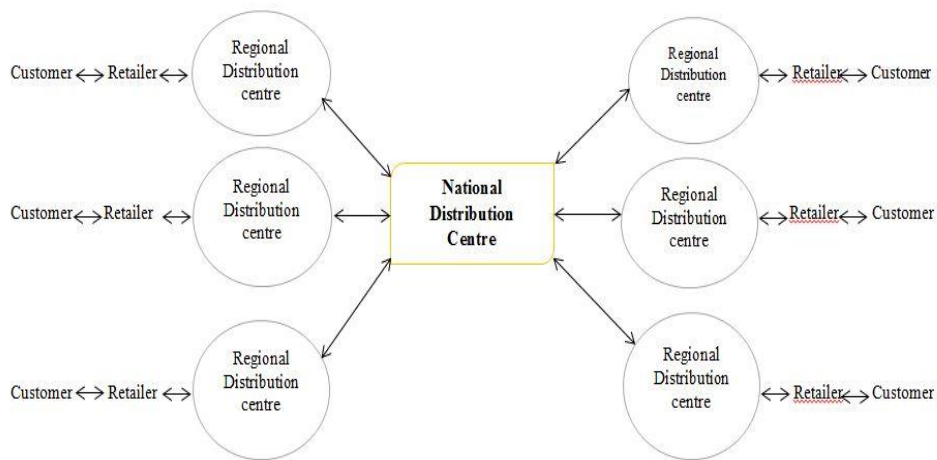 Regional
Distribution
centre
Regional
Distribution
centre
Customer Retailer
Retailer Customer
National
Distribution
Centre
Regional
Distribution
centre
Regional
Distribution
centre
Customer Retailer
Retailer Customer
Regional
Distribution
centre
Regional
Distribution
centre
Customer Retailer
Retailer Customer